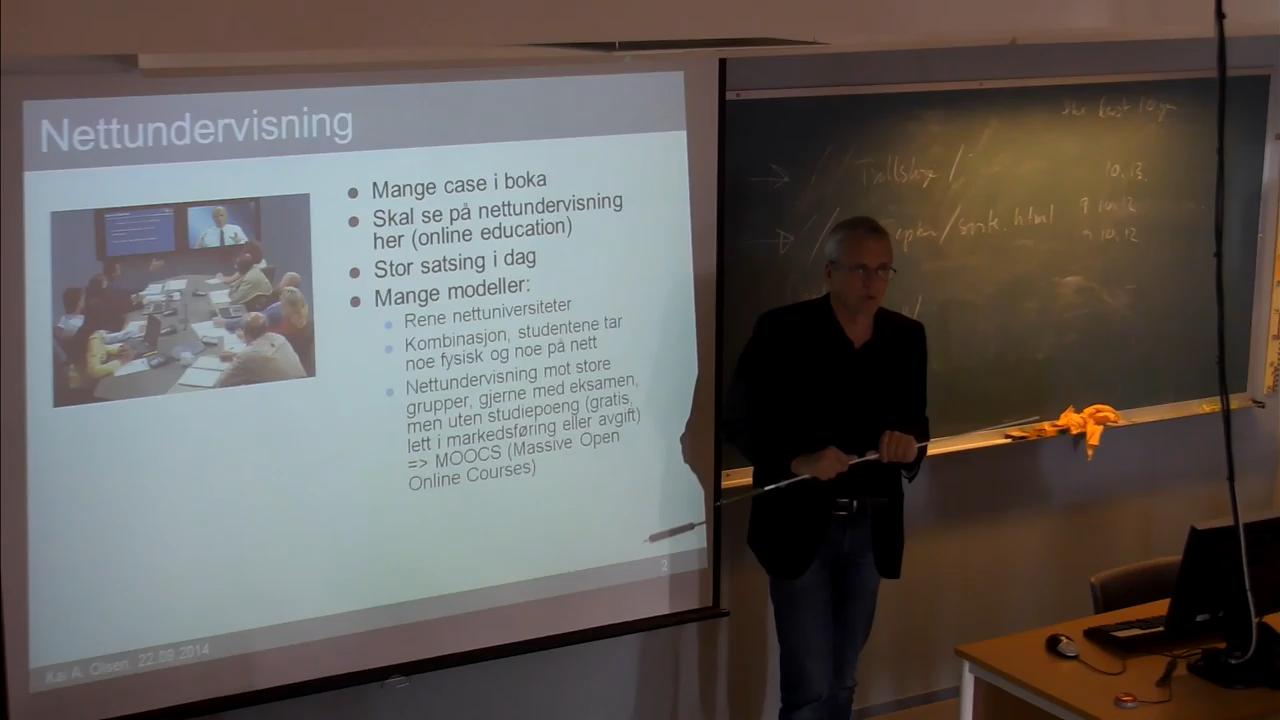 Nettundervisning
Mange case i boka
Skal se på nettundervisning
her (online education)
Stor satsing i dag
Mange modeller:
Rene nettuniversiteter
Kombinasjon, studentene tar
noe fysisk og noe på nett
Nettundervisning mot store
grupper, gjerne med eksamen,
men uten studiepoeng (gratis,
lett i markedsføring eller avgift)
=> MOOCS (Massive Open
Online Courses)
2
Kai A. Olsen, 22.09.2014
10.13.
10.12